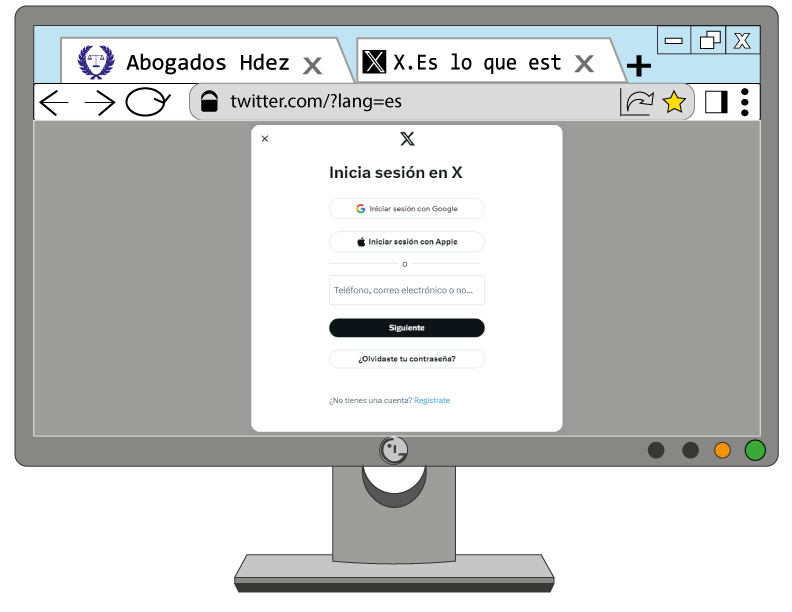 Abogados Hdez X
X.Es lo que est X
X
twitter.com/?lang=es
X
Inicia sesión en X
Iniciar sesión con Google
Iniciar sesión con Apple
o
Teléfono, correo electrónico o no...
Siguiente
¿Olvidaste tu contraseña?
¿No tienes una cuenta? Regístrate